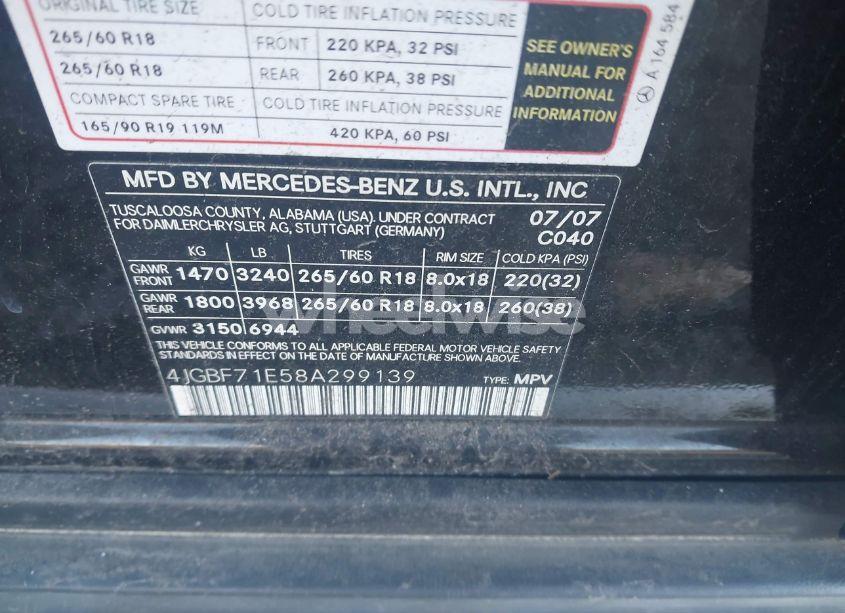 ORIGINAL TIRE SIZE COLD TIRE INFLATION PRESSURE
265/60 R18 FRONT 220 KPA, 32 PSI
265/60 R18 REAR 260 KPA, 38 PSI
COMPACT SPARE TIRE COLD TIRE INFLATION PRESSURE
165/90 R19 119M 420 KPA, 60 PSI
SEE OWNER'S
MANUAL FOR
ADDITIONAL
INFORMATION
A 164 584
MFD BY MERCEDES-BENZ U.S. INTL., INC
TUSCALOOSA COUNTY, ALABAMA (USA). UNDER CONTRACT 07/07
FOR DAIMLERCHRYSLER AG, STUTTGART (GERMANY) C040
KG LB TIRES RIM SIZE COLD KPA (PSI)
GAWR FRONT 1470 3240 265/60 R18 8.0x18 220(32)
GAWR REAR 1800 3968 265/60 R18 8.0x18 260(38)
GVWR 3150 6944
wheelwise
THIS VEHICLE CONFORMS TO ALL APPLICABLE FEDERAL MOTOR VEHICLE SAFETY
STANDARDS IN EFFECT ON THE DATE OF MANUFACTURE SHOWN ABOVE.
4JGBF71E58A299139 TYPE: MPV